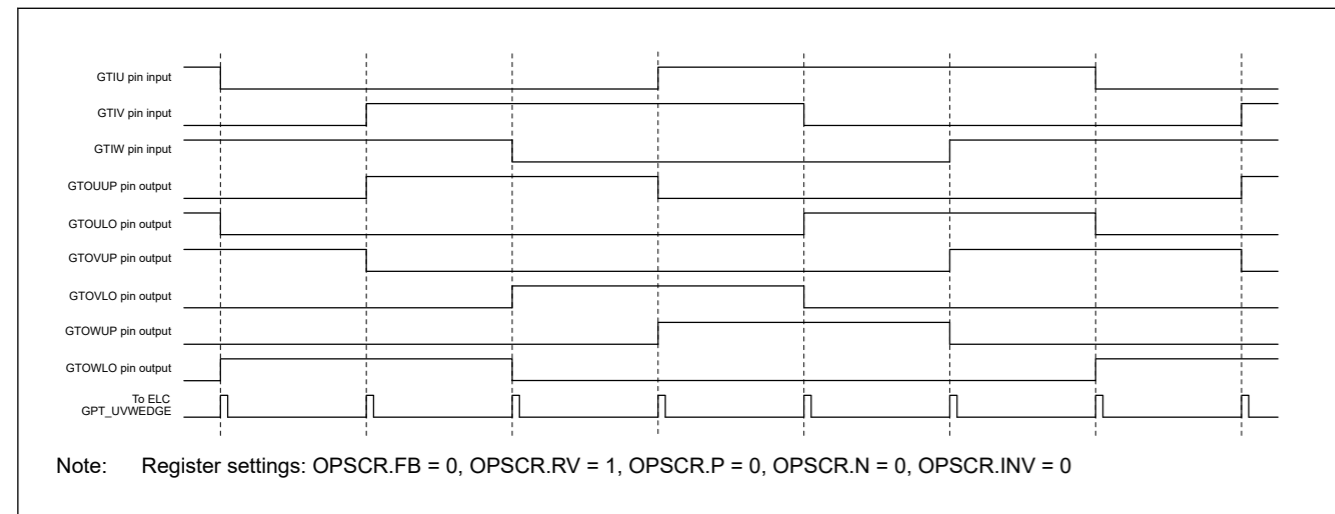 GTIU pin input
GTIV pin input
GTIW pin input
GTOUUP pin output
GTOULO pin output
GTOVUP pin output
GTOVLO pin output
GTOWUP pin output
GTOWLO pin output
To ELC
GPT_UVWEDGE
Note: Register settings: OPSCR.FB = 0, OPSCR.RV = 1, OPSCR.P = 0, OPSCR.N = 0, OPSCR.INV = 0